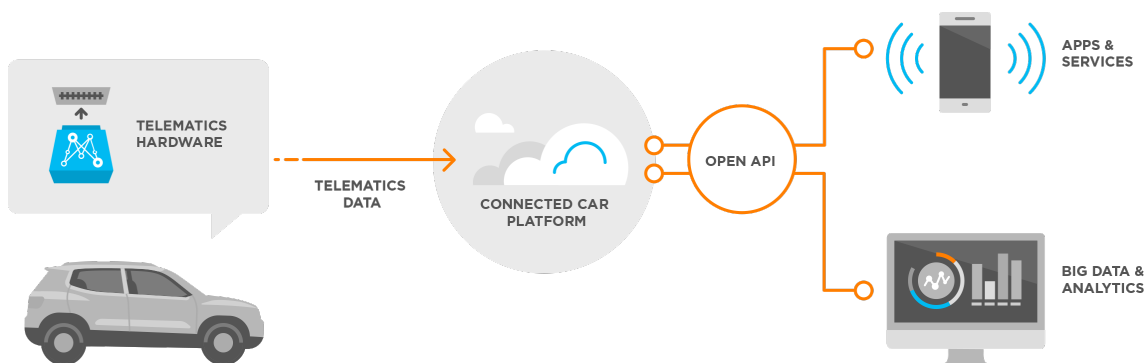 TELEMATICS
HARDWARE
TELEMATICS
DATA
CONNECTED CAR
PLATFORM
OPEN API
APPS &
SERVICES
BIG DATA &
ANALYTICS